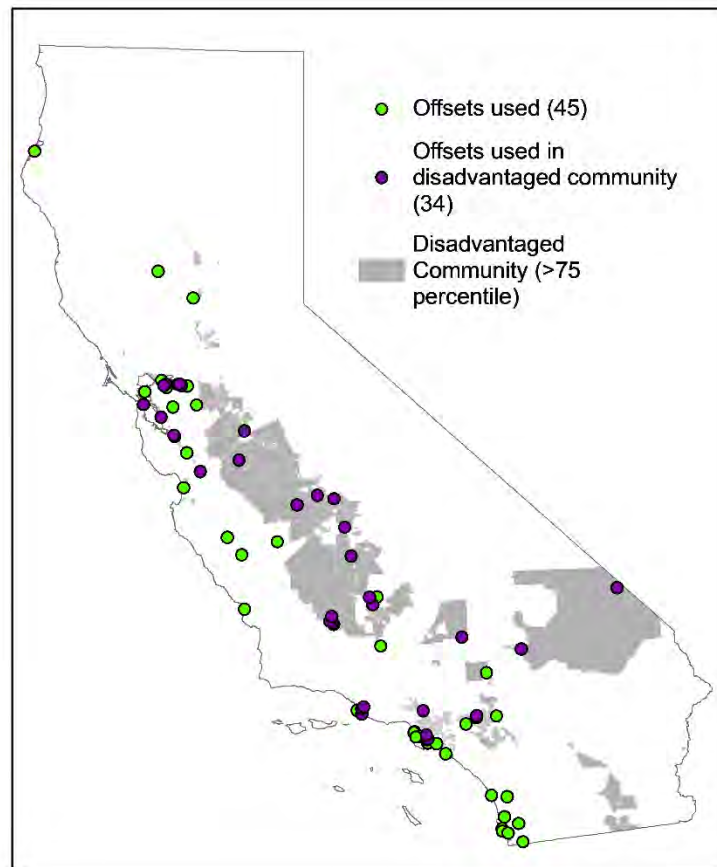 Offsets used (45)
Offsets used in
disadvantaged community
(34)
Disadvantaged
Community (>75
percentile)